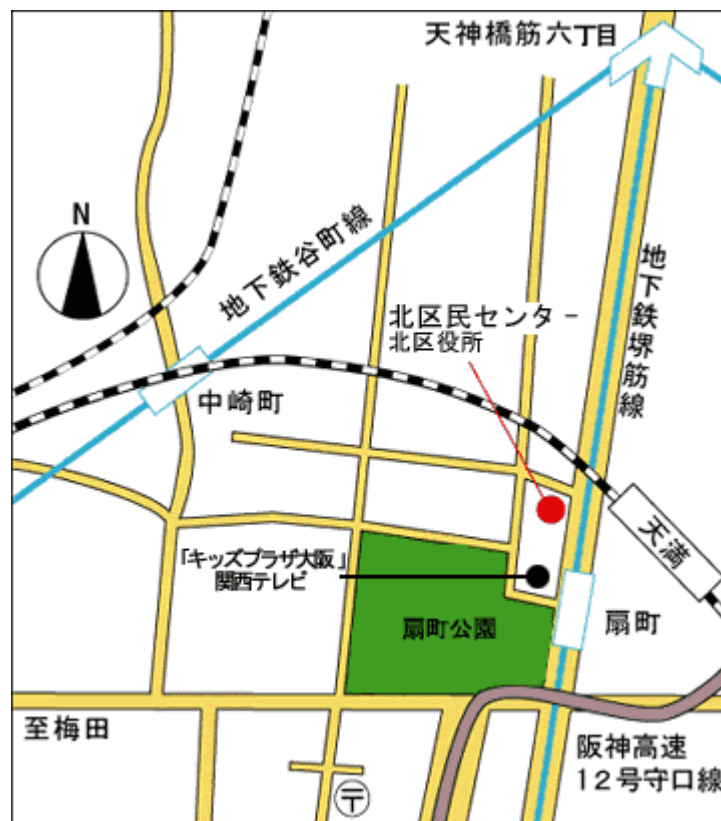 天神橋筋六丁目
N
地下鉄谷町線
地下鉄堺筋線
北区民センター
北区役所
中崎町
天満
「キッズプラザ大阪」
関西テレビ
扇町公園
扇町
至梅田
阪神高速
12号守口線
〒